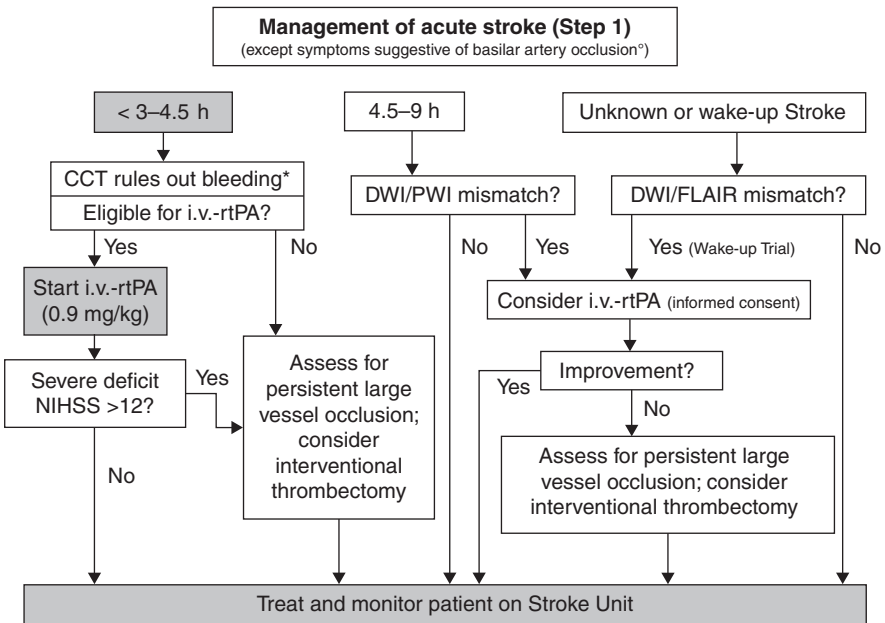 Management of acute stroke (Step 1)
(except symptoms suggestive of basilar artery occlusion°)
< 3–4.5 h
4.5–9 h
Unknown or wake-up Stroke
CCT rules out bleeding*
Eligible for i.v.-rtPA?
DWI/PWI mismatch?
DWI/FLAIR mismatch?
Yes
No
No
Yes
Yes (Wake-up Trial)
No
Start i.v.-rtPA
(0.9 mg/kg)
Consider i.v.-rtPA (informed consent)
Severe deficit
NIHSS >12?
Yes
Assess for
persistent large
vessel occlusion;
consider
interventional
thrombectomy
Improvement?
Yes
No
No
Assess for persistent large
vessel occlusion; consider
interventional thrombectomy
Treat and monitor patient on Stroke Unit